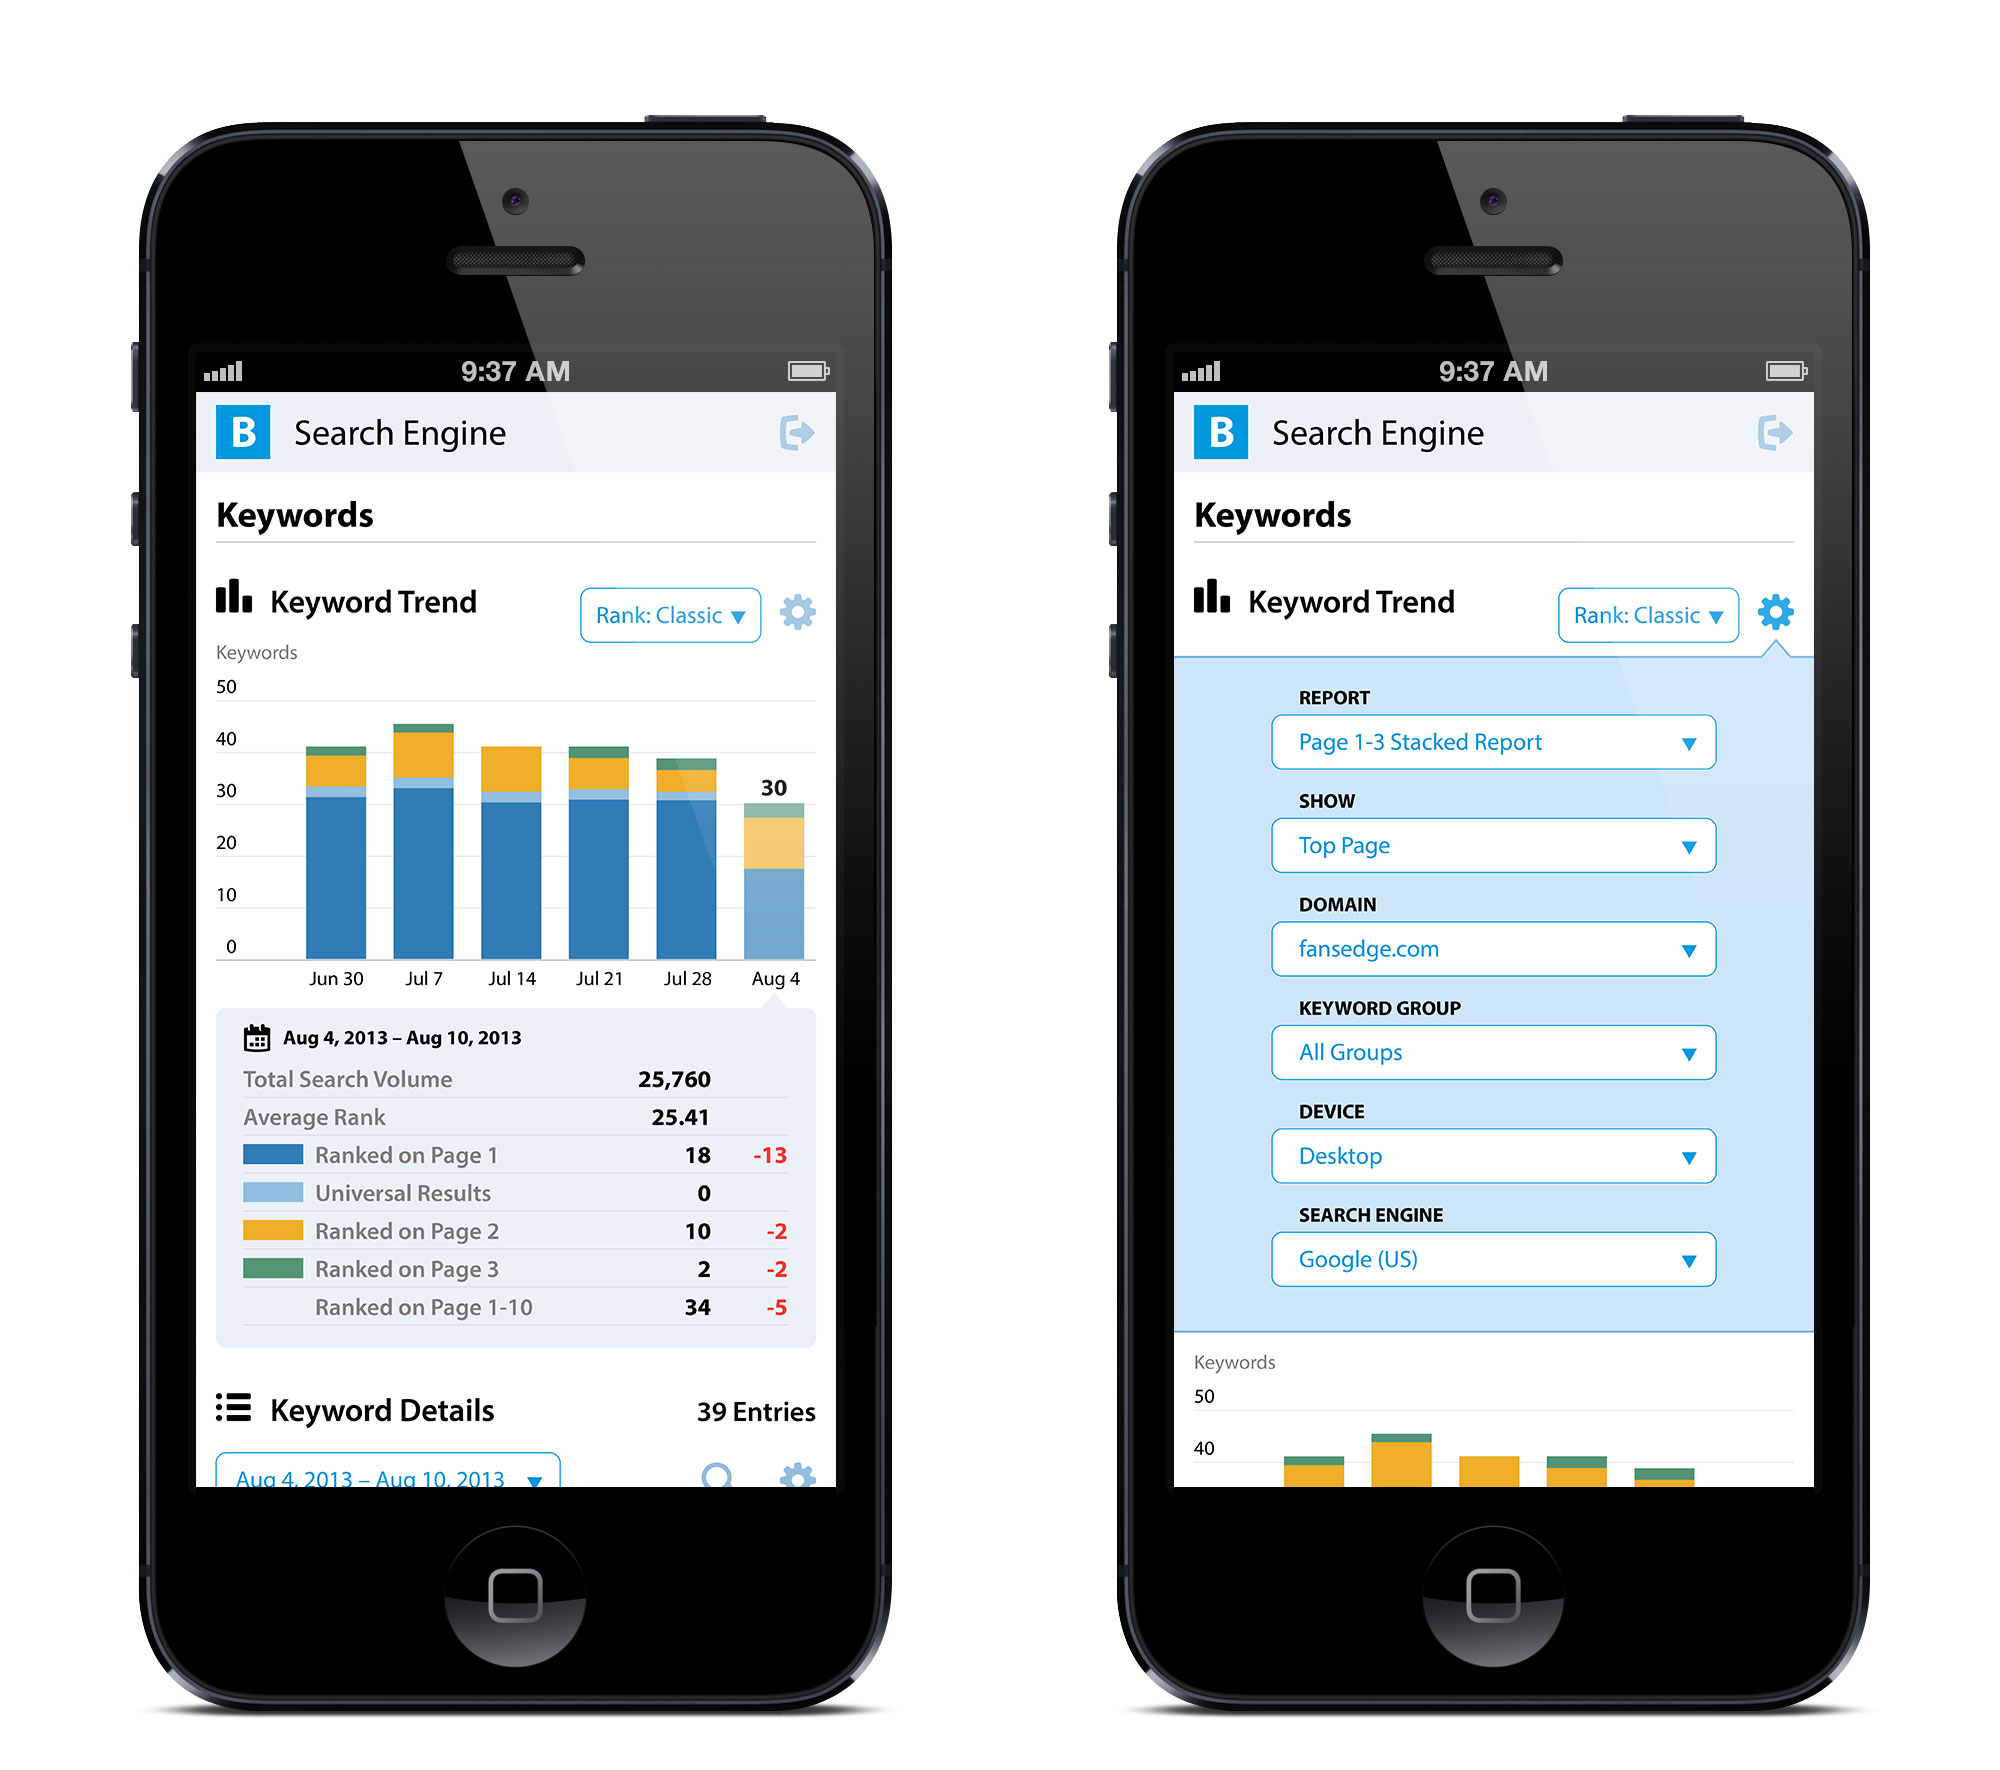 9:37 AM
B Search Engine
Keywords
Keyword Trend
Rank: Classic ▼
Keywords
50
40
30
30
20
10
0
Jun 30 Jul 7 Jul 14 Jul 21 Jul 28 Aug 4
Aug 4, 2013 – Aug 10, 2013
Total Search Volume 25,760
Average Rank 25.41
Ranked on Page 1 18 -13
Universal Results 0
Ranked on Page 2 10 -2
Ranked on Page 3 2 -2
Ranked on Page 1-10 34 -5
Keyword Details 39 Entries
Aug 4, 2013 – Aug 10, 2013 ▼
9:37 AM
B Search Engine
Keywords
Keyword Trend
Rank: Classic ▼
REPORT
Page 1-3 Stacked Report ▼
SHOW
Top Page ▼
DOMAIN
fansedge.com ▼
KEYWORD GROUP
All Groups ▼
DEVICE
Desktop ▼
SEARCH ENGINE
Google (US) ▼
Keywords
50
40